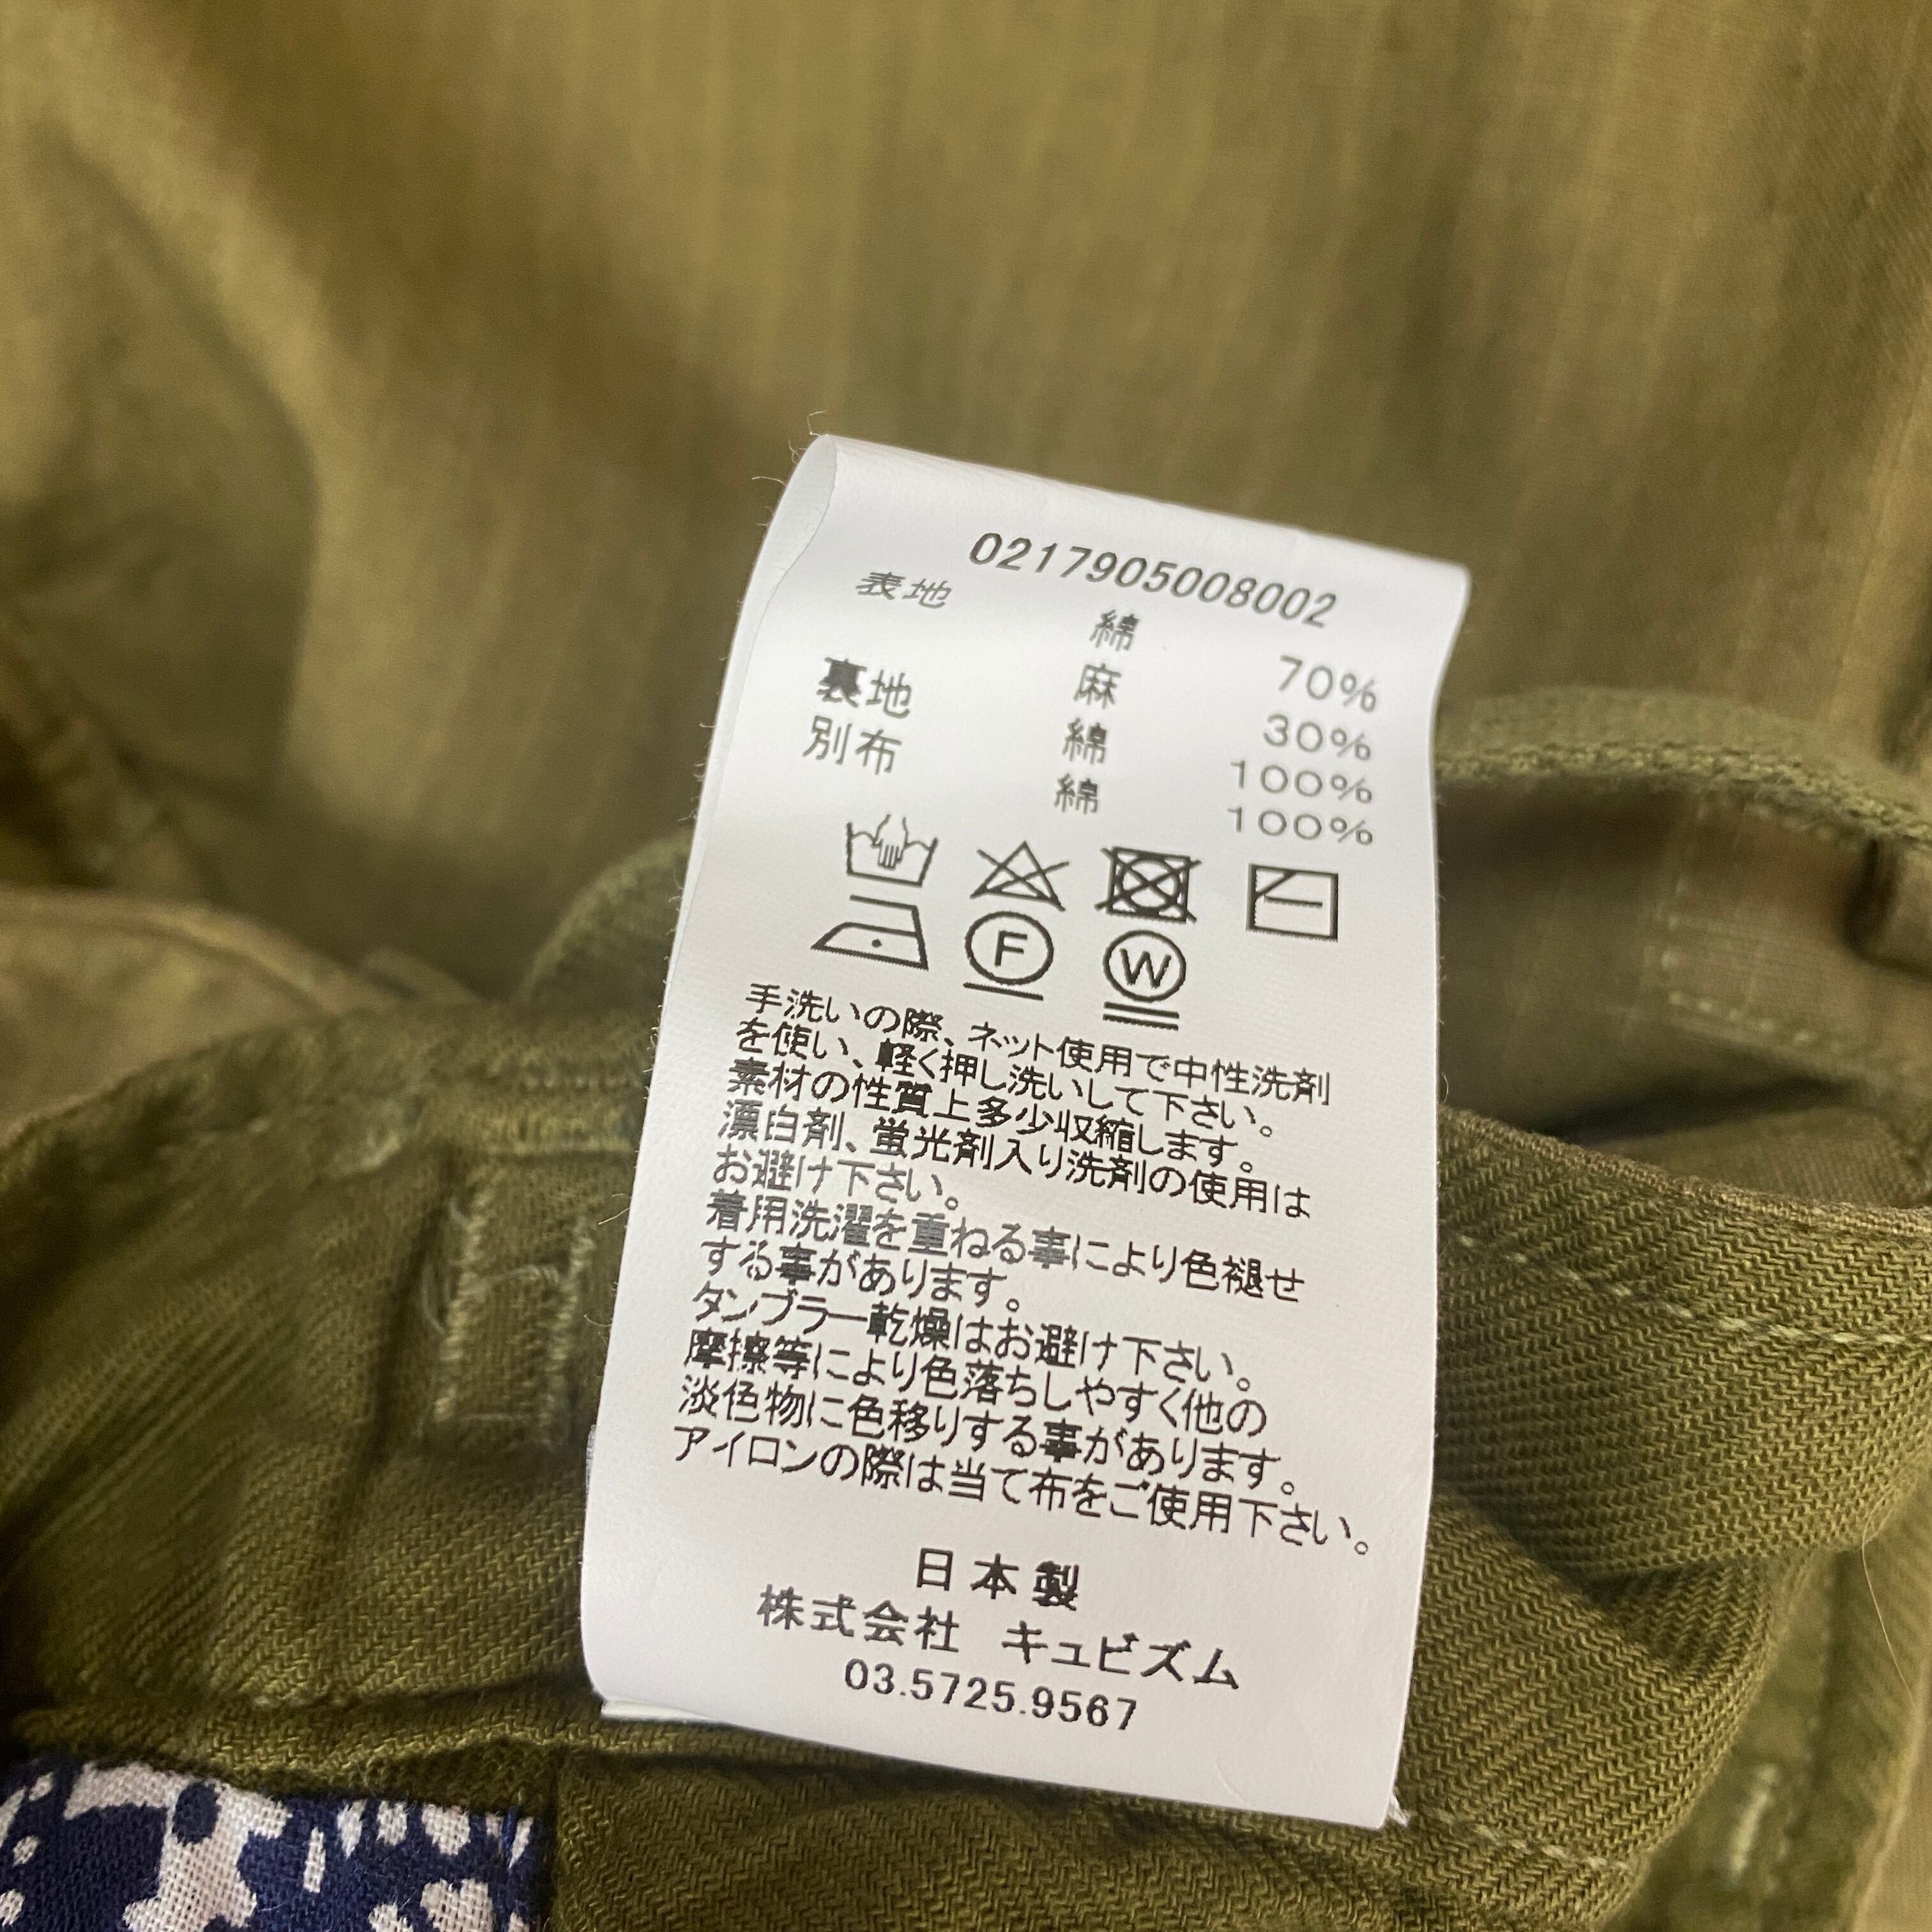 0217905008002
表地 綿 70%
麻 30%
裏地 綿 100%
別布 綿 100%
F W
手洗いの際、ネット使用で中性洗剤
を使い、軽く押し洗いして下さい。
素材の性質上多少収縮します。
漂白剤、蛍光剤入り洗剤の使用は
お避け下さい。
着用洗濯を重ねる事により色褪せ
する事があります。
タンブラー乾燥はお避け下さい。
摩擦等により色落ちしやすく他の
淡色物に色移りする事があります。
アイロンの際は当て布をご使用下さい。
日本製
株式会社 キュビズム
03.5725.9567